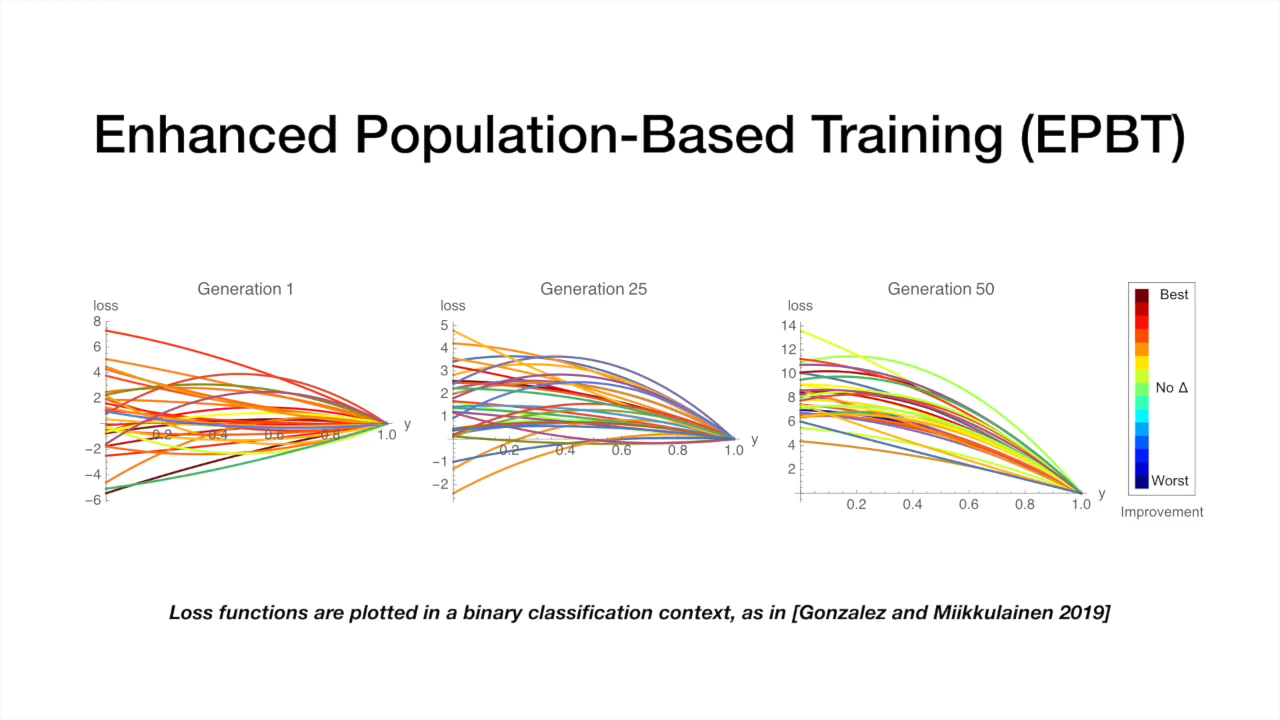 Enhanced Population-Based Training (EPBT)
Generation 1
loss
8
6
4
2
−2
−4
−6
0.2
0.4
0.6
0.8
1.0
y
Generation 25
loss
5
4
3
2
1
−1
−2
0.2
0.4
0.6
0.8
1.0
y
Generation 50
loss
14
12
10
8
6
4
2
0.2
0.4
0.6
0.8
1.0
y
Best
No Δ
Worst
Improvement
Loss functions are plotted in a binary classification context, as in [Gonzalez and Miikkulainen 2019]